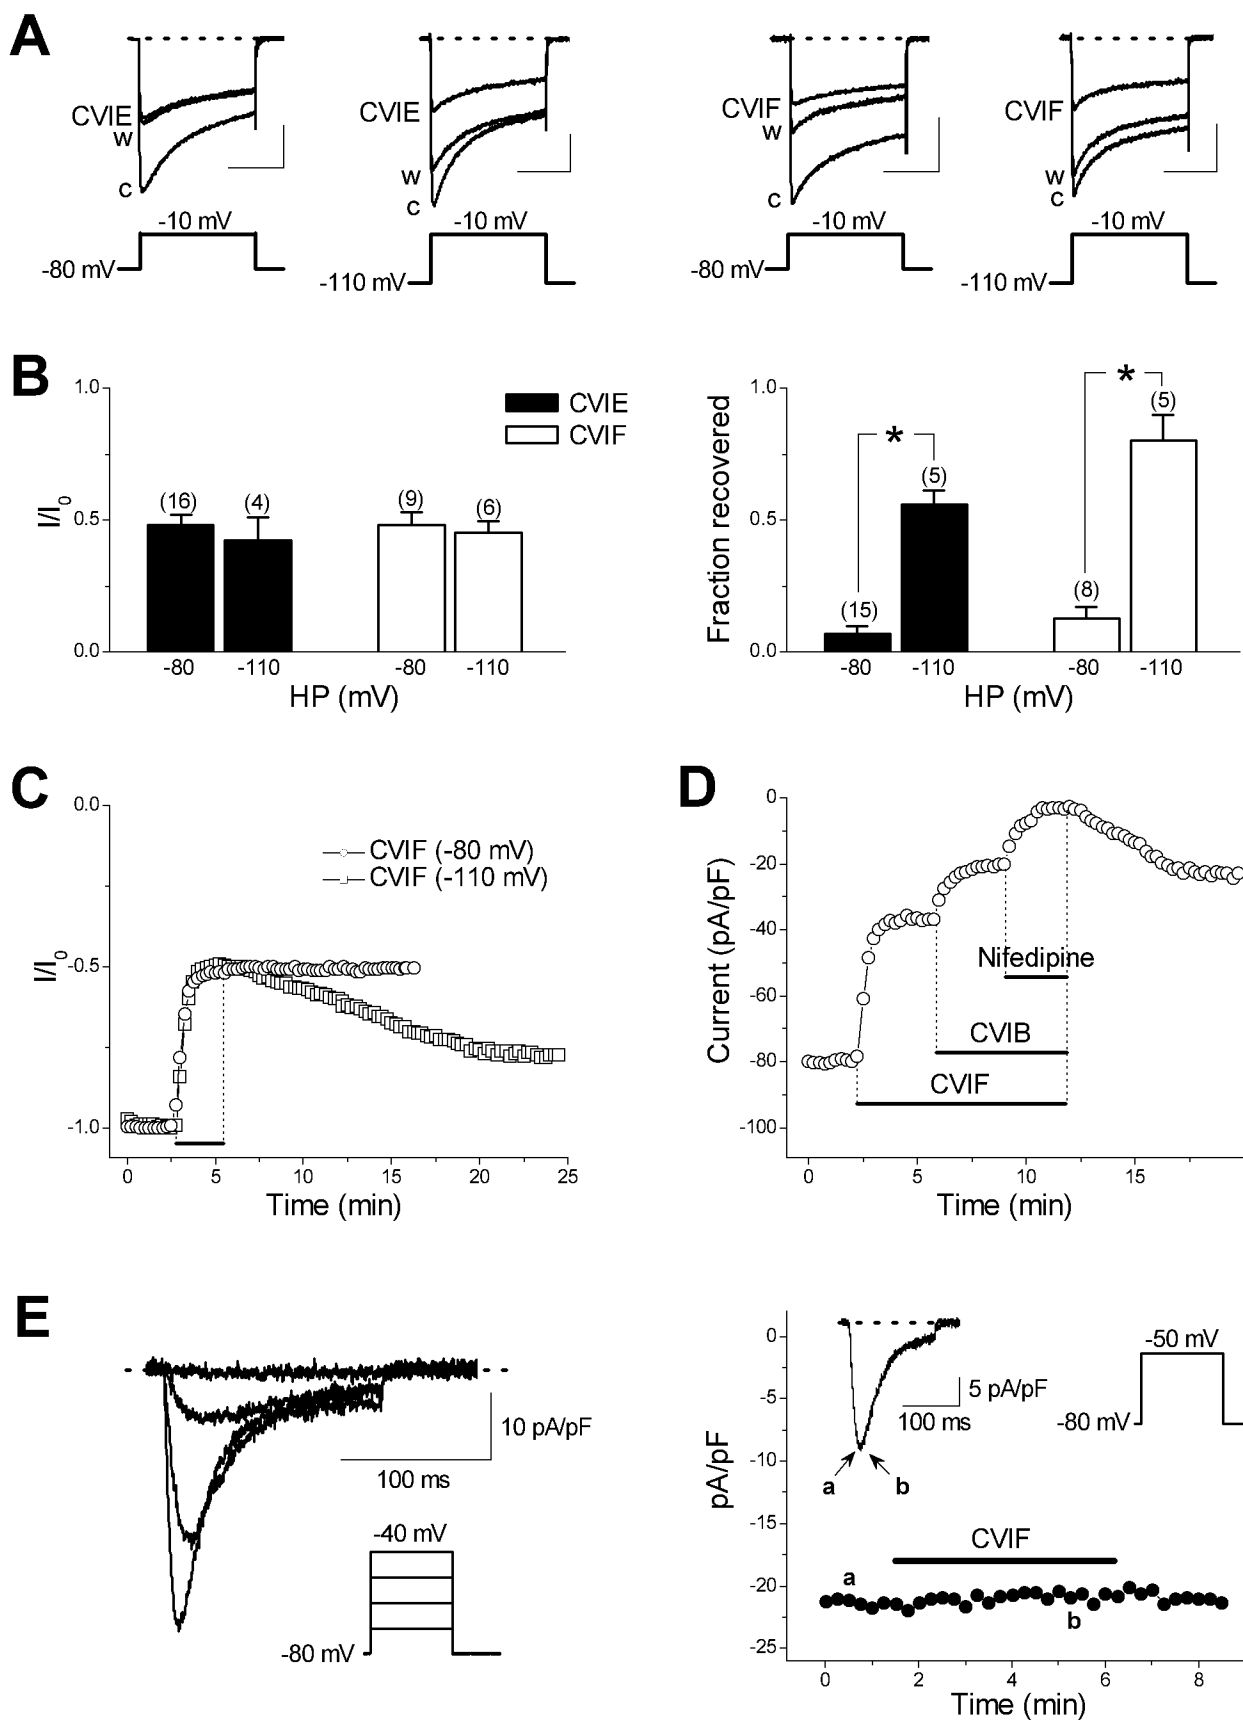 A
CVIE
w
c
-10 mV
-80 mV
CVIE
w
c
-10 mV
-110 mV
CVIF
w
c
-10 mV
-80 mV
CVIF
w
c
-10 mV
-110 mV
B
1.0
0.5
0.0
I/I0
CVIE
CVIF
(16)
(4)
(9)
(6)
-80
-110
-80
-110
HP (mV)
1.0
0.5
0.0
Fraction recovered
*
*
(15)
(5)
(8)
(5)
-80
-110
-80
-110
HP (mV)
C
0.0
-0.5
-1.0
I/I0
CVIF (-80 mV)
CVIF (-110 mV)
0
5
10
15
20
25
Time (min)
D
0
-20
-40
-60
-80
-100
Current (pA/pF)
Nifedipine
CVIB
CVIF
0
5
10
15
Time (min)
E
10 pA/pF
100 ms
-40 mV
-80 mV
0
-5
-10
-15
-20
-25
pA/pF
5 pA/pF
100 ms
a
b
-50 mV
-80 mV
CVIF
a
b
0
2
4
6
8
Time (min)